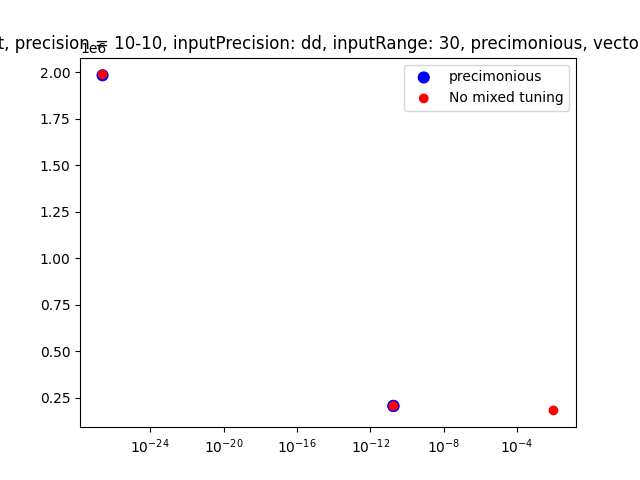 t, precision = 10-10, inputPrecision: dd, inputRange: 30, precimonious, vecto
1e6
precimonious
No mixed tuning
2.00
1.75
1.50
1.25
1.00
0.75
0.50
0.25
10⁻²⁴ 10⁻²⁰ 10⁻¹⁶ 10⁻¹² 10⁻⁸ 10⁻⁴